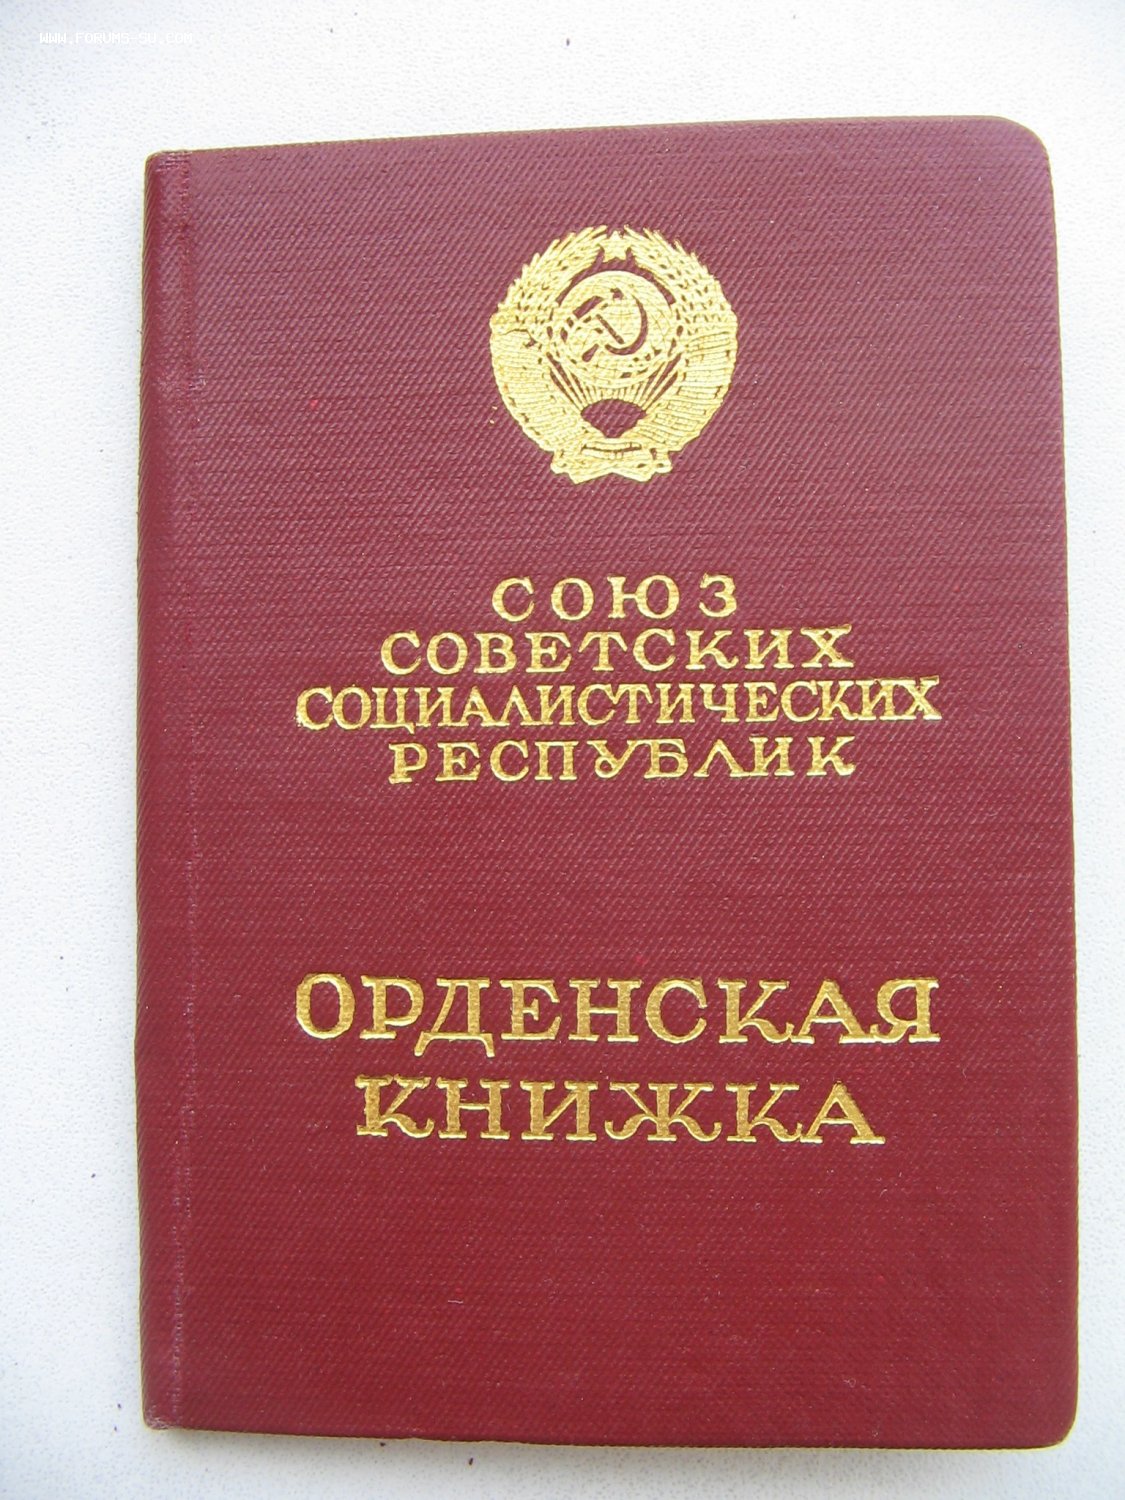 WWW.FORUMS-SU.COM
СОЮЗ
СОВЕТСКИХ
СОЦИАЛИСТИЧЕСКИХ
РЕСПУБЛИК
ОРДЕНСКАЯ
КНИЖКА